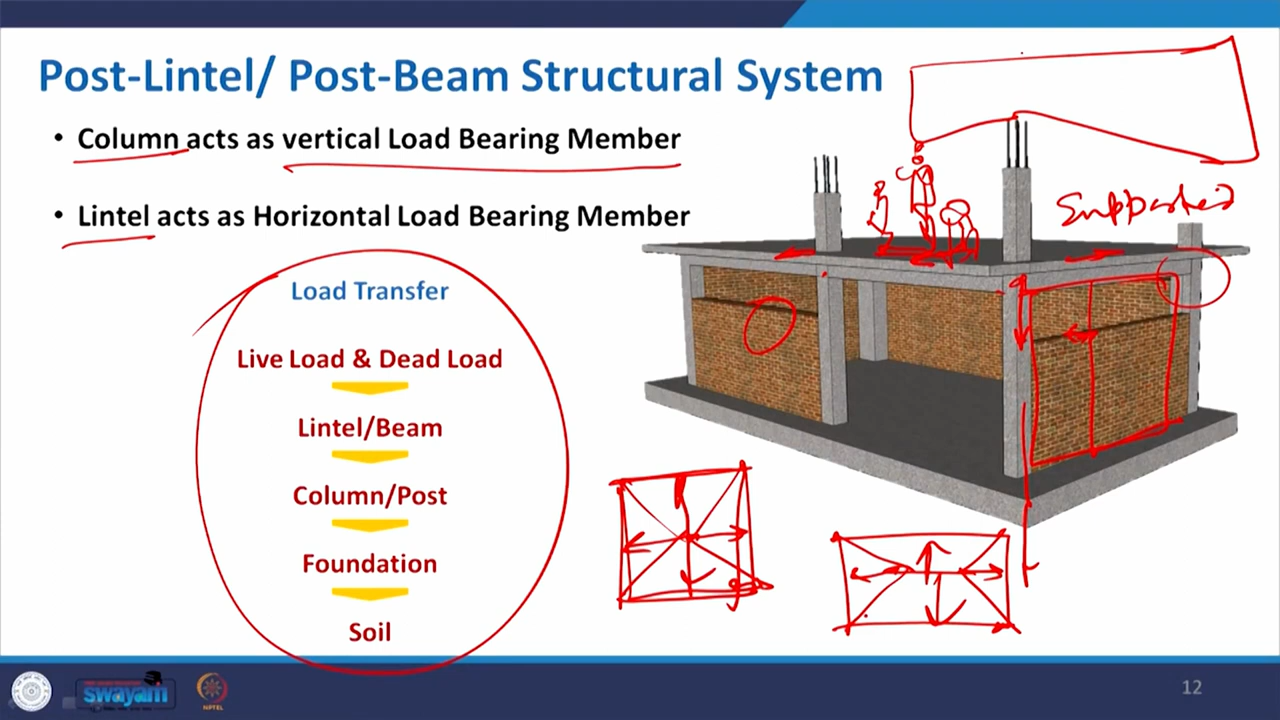 Post-Lintel/ Post-Beam Structural System
• Column acts as vertical Load Bearing Member
• Lintel acts as Horizontal Load Bearing Member
Supported
Load Transfer
Live Load & Dead Load
Lintel/Beam
Column/Post
Foundation
Soil
swayam
NPTEL
12